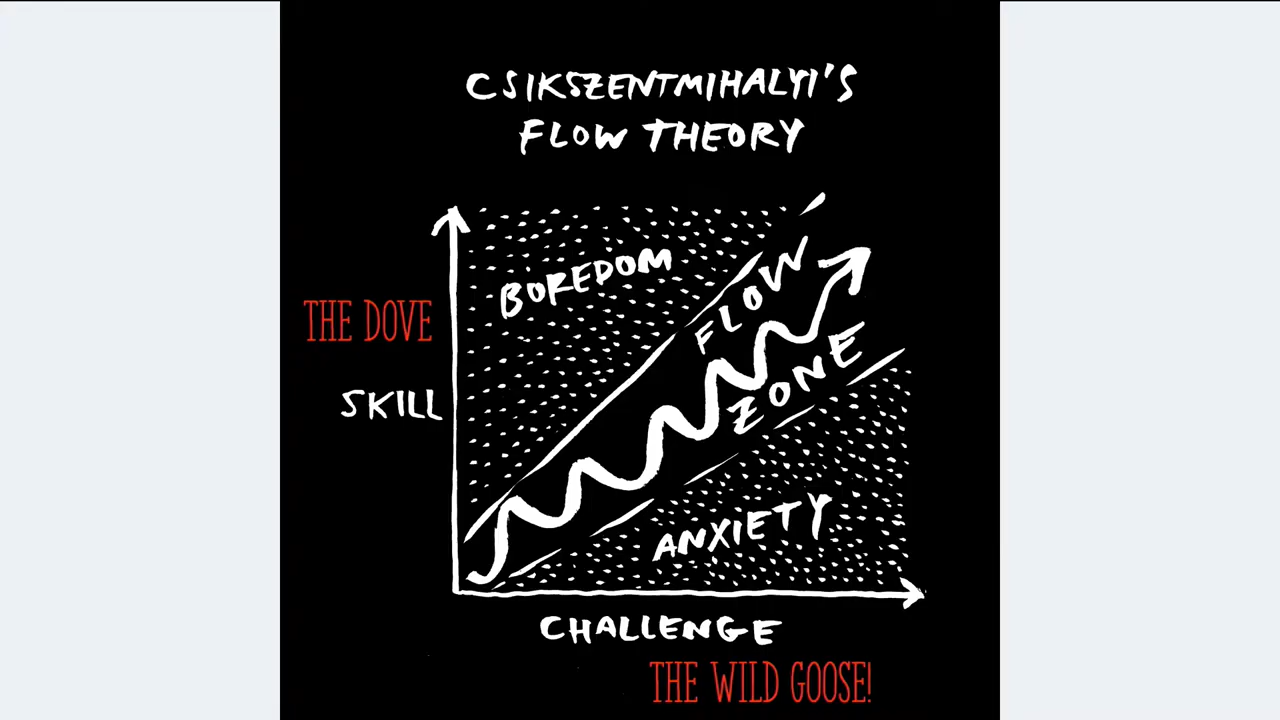 CSIKSZENTMIHALYI'S
FLOW THEORY
BOREDOM
FLOW
THE DOVE
ZONE
SKILL
ANXIETY
CHALLENGE
THE WILD GOOSE!